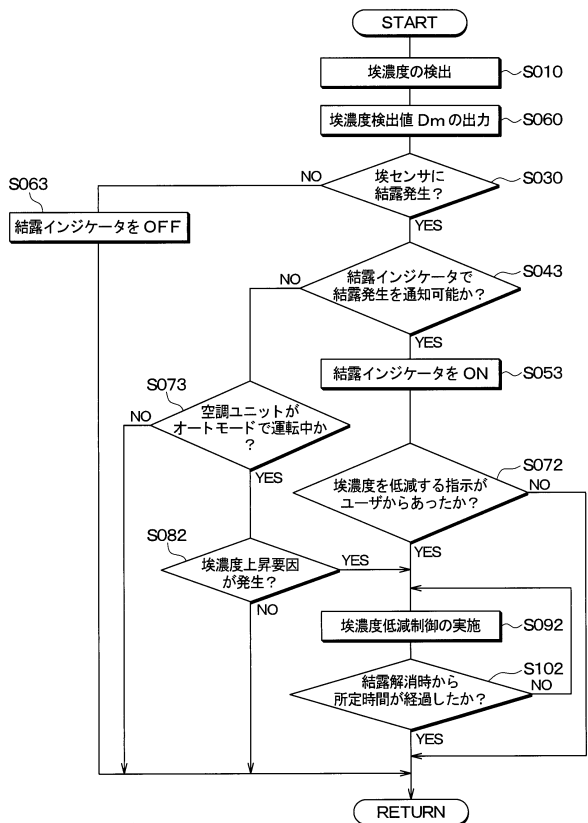 START
埃濃度の検出
S010
埃濃度検出値 Dm の出力
S060
埃センサに
結露発生？
S030
NO
YES
S063
結露インジケータを OFF
結露インジケータで
結露発生を通知可能か？
S043
NO
YES
結露インジケータを ON
S053
S073
空調ユニットが
オートモードで運転中か
？
NO
YES
埃濃度を低減する指示が
ユーザからあったか？
S072
NO
YES
S082
埃濃度上昇要因
が発生？
YES
NO
埃濃度低減制御の実施
S092
結露解消時から
所定時間が経過したか？
S102
NO
YES
RETURN